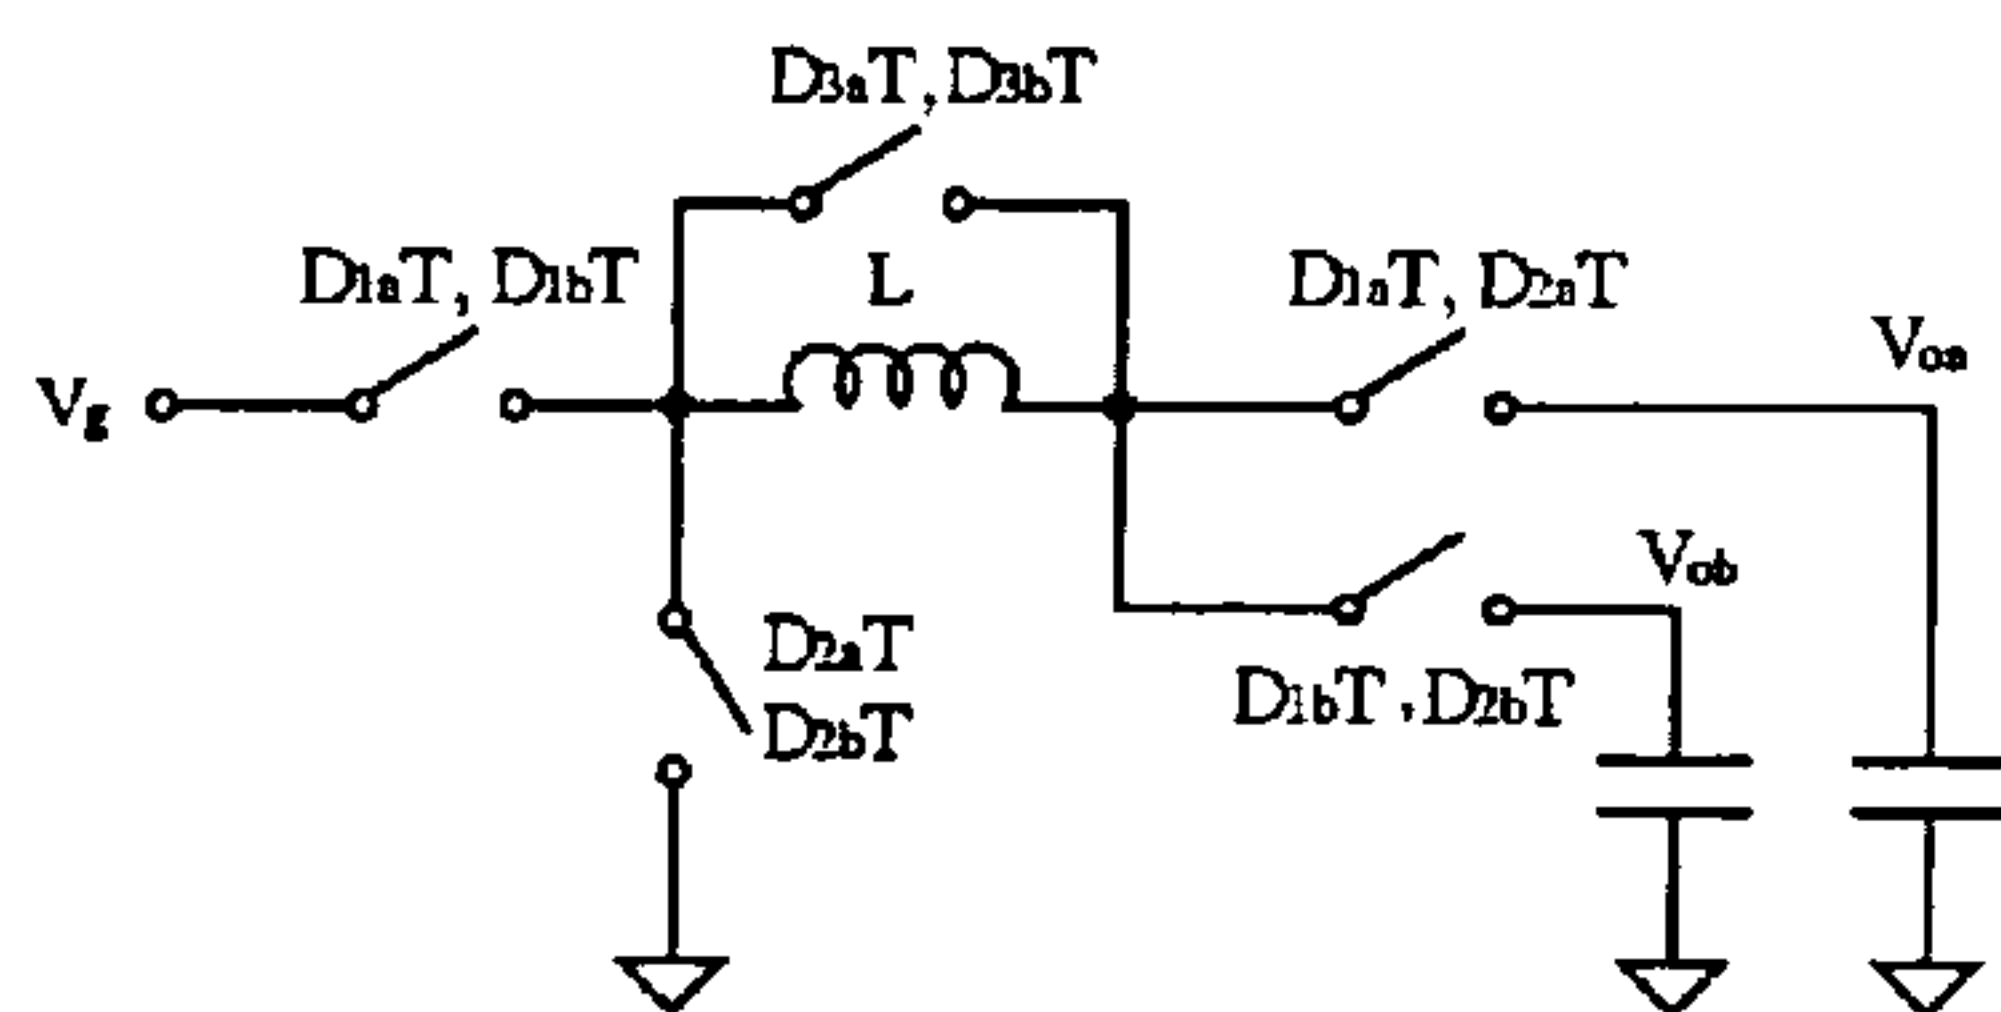 D3aT, D3bT
D1aT, D1bT
L
D1aT, D2aT
Voa
Vg
Vob
D2aT
D2bT
D1bT, D2bT